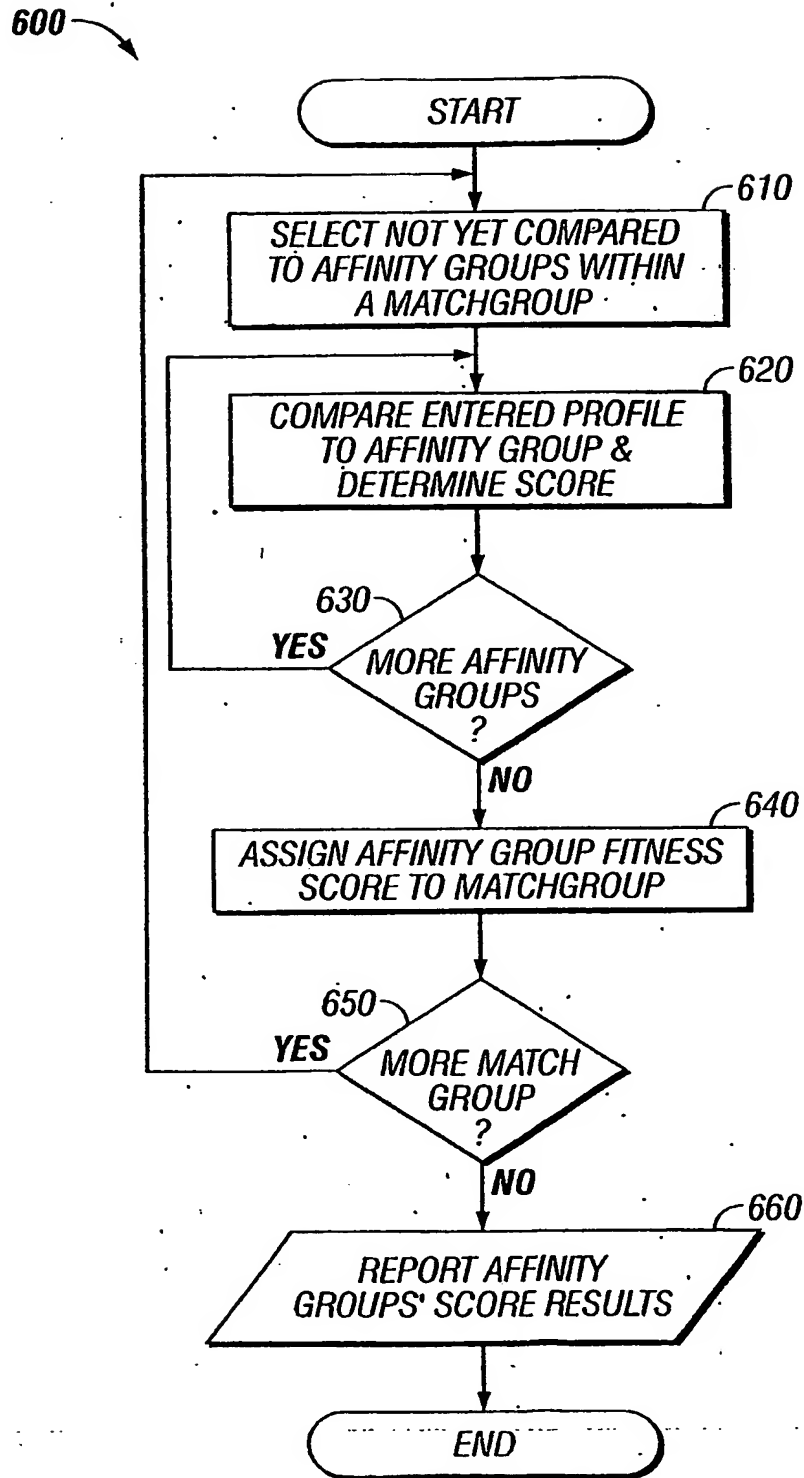 600
START
610
SELECT NOT YET COMPARED
TO AFFINITY GROUPS WITHIN
A MATCHGROUP
620
COMPARE ENTERED PROFILE
TO AFFINITY GROUP &
DETERMINE SCORE
630
YES
MORE AFFINITY
GROUPS
?
NO
640
ASSIGN AFFINITY GROUP FITNESS
SCORE TO MATCHGROUP
650
YES
MORE MATCH
GROUP
?
NO
660
REPORT AFFINITY
GROUPS' SCORE RESULTS
END